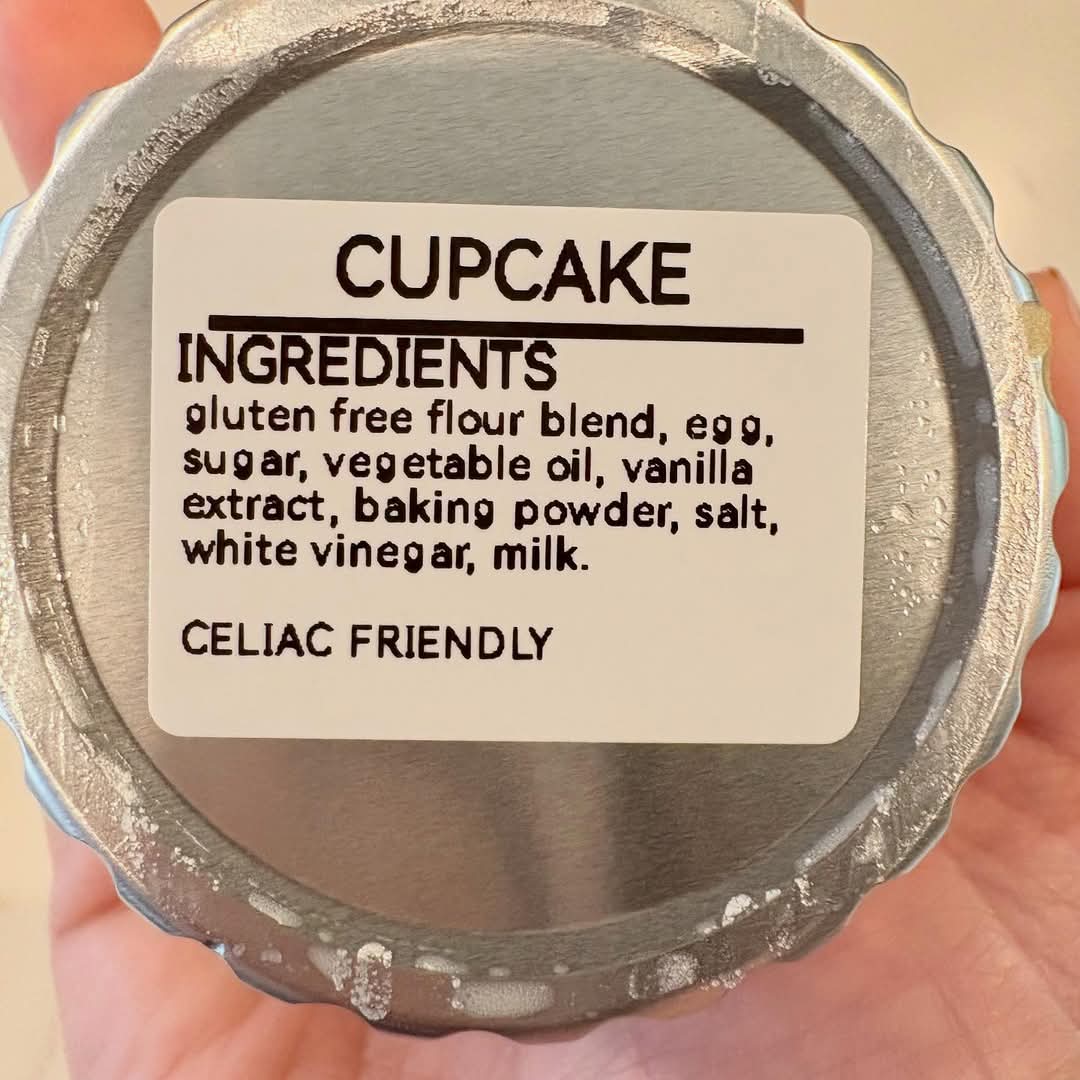 CUPCAKE
INGREDIENTS
gluten free flour blend, egg,
sugar, vegetable oil, vanilla
extract, baking powder, salt,
white vinegar, milk.
CELIAC FRIENDLY